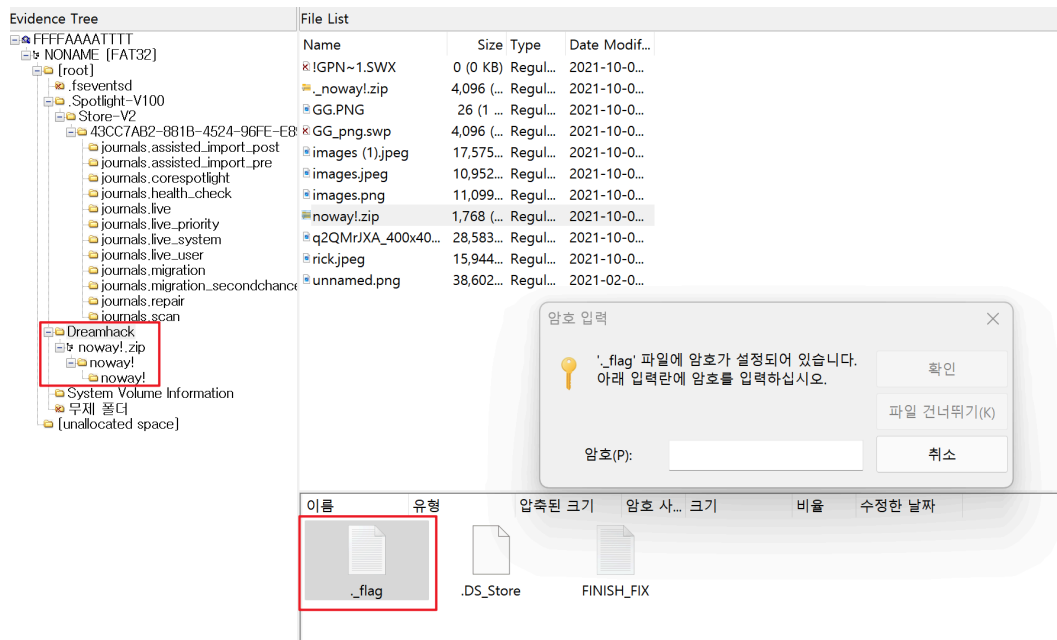 Evidence Tree
FFFFAAAATTTT
NONAME [FAT32]
[root]
.fseventsd
.Spotlight-V100
Store-V2
43CC7AB2-881B-4524-96FE-E8
journals.assisted_import_post
journals.assisted_import_pre
journals.corespotlight
journals.health_check
journals.live
journals.live_priority
journals.live_system
journals.live_user
journals.migration
journals.migration_secondchance
journals.repair
journals.scan
Dreamhack
noway!.zip
noway!
noway!
System Volume Information
무제 폴더
[unallocated space]
File List
Name Size Type Date Modif...
!GPN~1.SWX 0 (0 KB) Regul... 2021-10-0...
._noway!.zip 4,096 (... Regul... 2021-10-0...
GG.PNG 26 (1 ... Regul... 2021-10-0...
GG_png.swp 4,096 (... Regul... 2021-10-0...
images (1).jpeg 17,575... Regul... 2021-10-0...
images.jpeg 10,952... Regul... 2021-10-0...
images.png 11,099... Regul... 2021-10-0...
noway!.zip 1,768 (... Regul... 2021-10-0...
q2QMrJXA_400x40... 28,583... Regul... 2021-10-0...
rick.jpeg 15,944... Regul... 2021-10-0...
unnamed.png 38,602... Regul... 2021-02-0...
암호 입력
'._flag' 파일에 암호가 설정되어 있습니다.
아래 입력란에 암호를 입력하십시오.
확인
파일 건너뛰기(K)
암호(P):
취소
이름 유형 압축된 크기 암호 사... 크기 비율 수정한 날짜
._flag .DS_Store FINISH_FIX